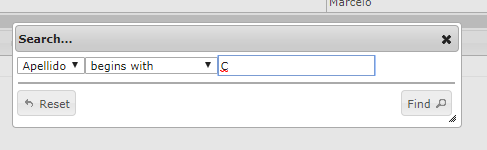 Marcelo
Search...
Apellido begins with C
Reset Find